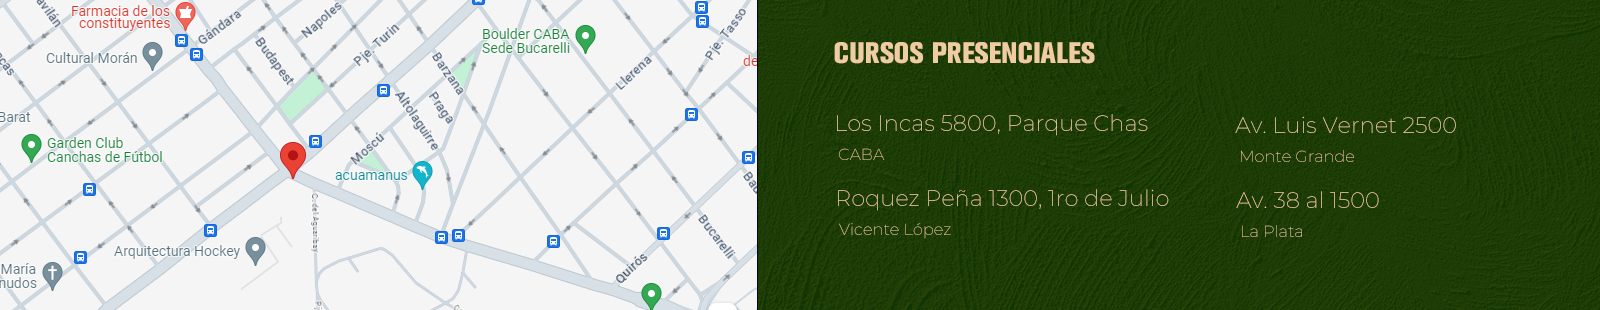 Farmacia de los
constituyentes
Gándara
Napoles
Pje. Turin
Budapest
Cultural Morán
Boulder CABA
Sede Bucarelli
Pje. Tasso
Barzana
Llerena
Praga
Altolaguirre
Barat
Garden Club
Canchas de Fútbol
Moscú
acuamanus
C. del Aguaribay
Bucarelli
Arquitectura Hockey
Quirós
María
nudos
CURSOS PRESENCIALES
Los Incas 5800, Parque Chas
CABA
Roquez Peña 1300, 1ro de Julio
Vicente López
Av. Luis Vernet 2500
Monte Grande
Av. 38 al 1500
La Plata